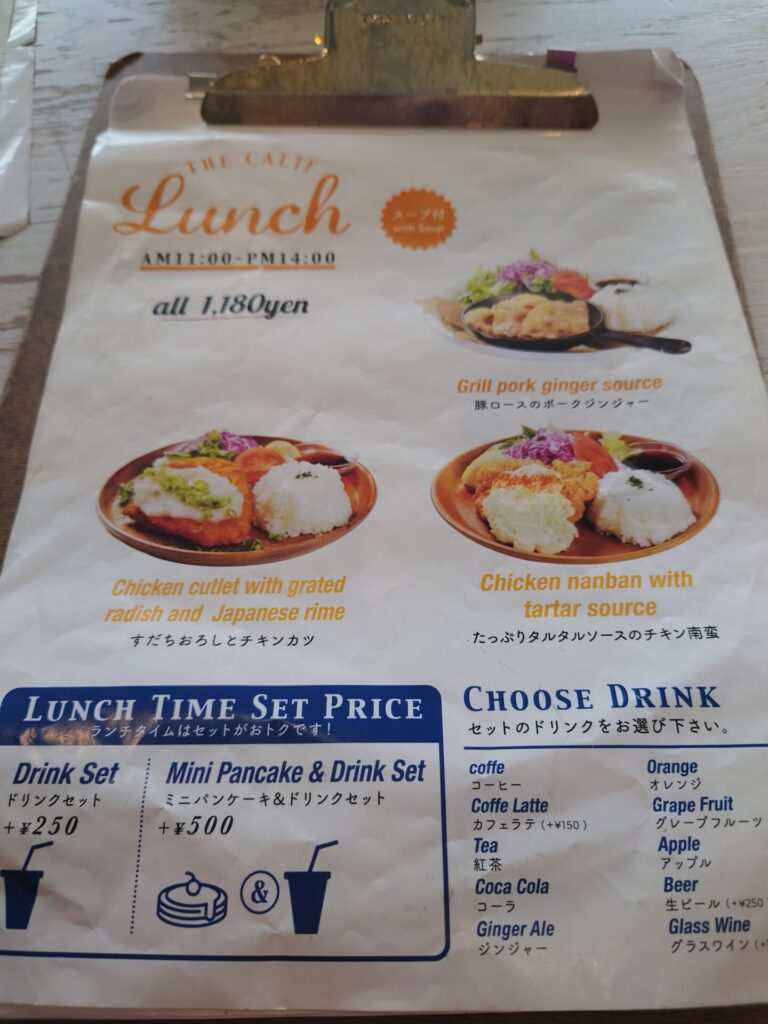 THE CALIF
Lunch
AM11:00-PM14:00
all 1,180yen
スープ付
with Soup
Grill pork ginger source
豚ロースのポークジンジャー
Chicken cutlet with grated
radish and Japanese rime
すだちおろしとチキンカツ
Chicken nanban with
tartar source
たっぷりタルタルソースのチキン南蛮
LUNCH TIME SET PRICE
ランチタイムはセットがおトクです!
Drink Set
ドリンクセット
+¥250
Mini Pancake & Drink Set
ミニパンケーキ&ドリンクセット
+¥500
&
CHOOSE DRINK
セットのドリンクをお選び下さい。
coffe
コーヒー
Coffe Latte
カフェラテ (+¥150)
Tea
紅茶
Coca Cola
コーラ
Ginger Ale
ジンジャー
Orange
オレンジ
Grape Fruit
グレープフルーツ
Apple
アップル
Beer
生ビール (+¥250
Glass Wine
グラスワイン (+